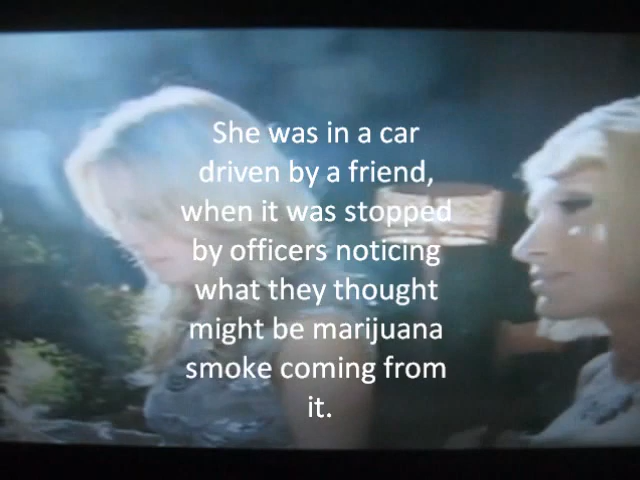 She was in a car
driven by a friend,
when it was stopped
by officers noticing
what they thought
might be marijuana
smoke coming from
it.